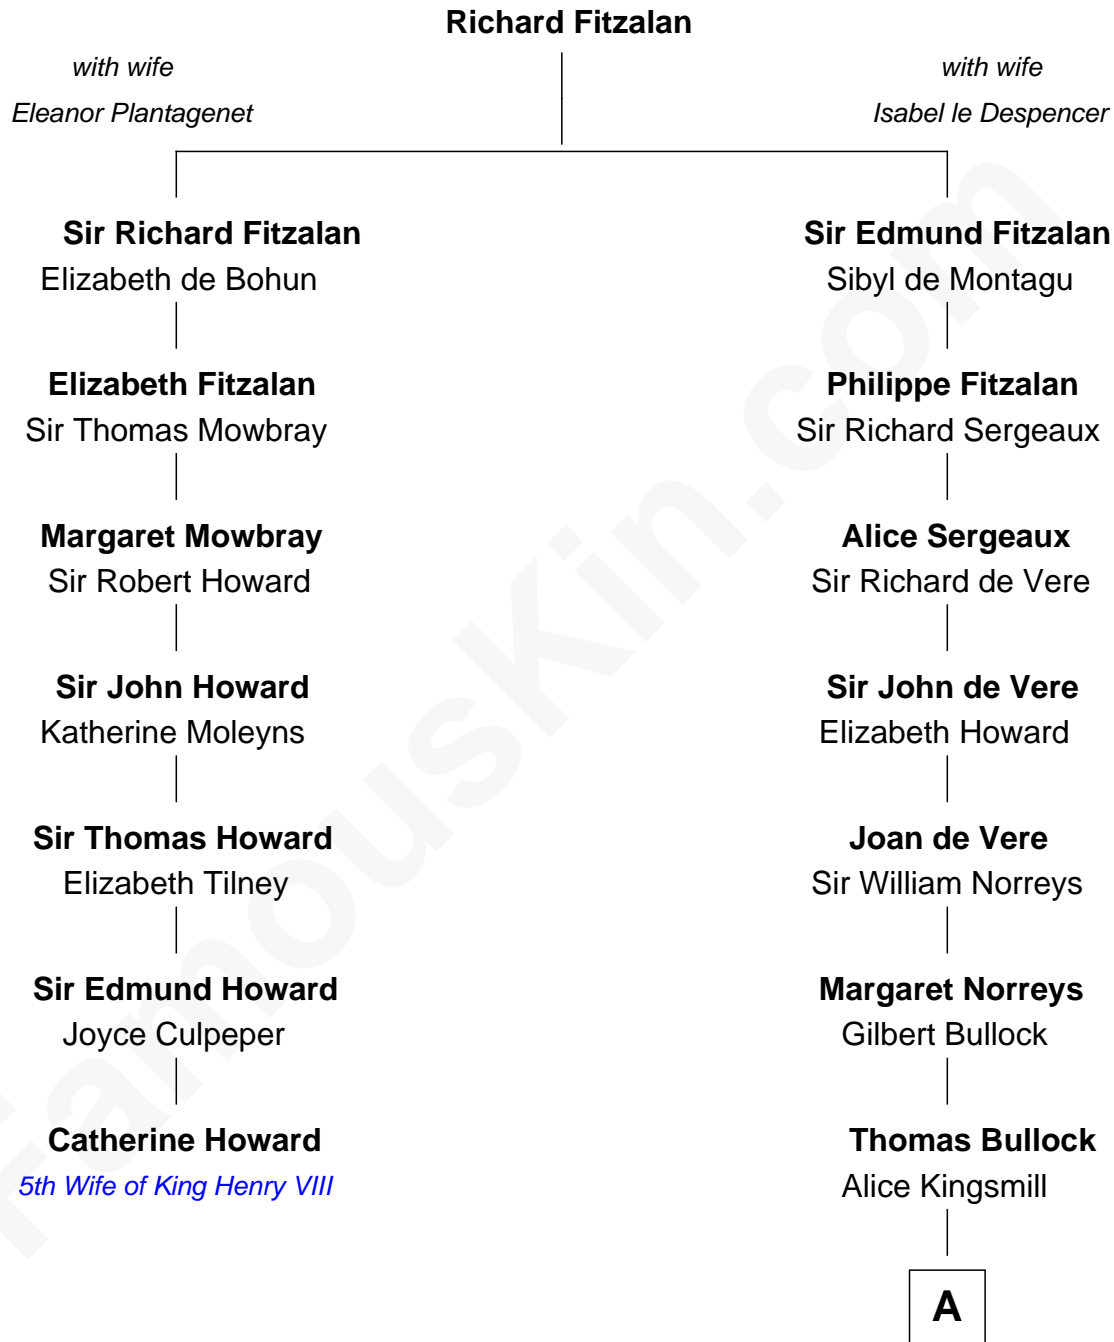 Richard Fitzalan
with wife
Eleanor Plantagenet
with wife
Isabel le Despencer
Sir Richard Fitzalan
Elizabeth de Bohun
Sir Edmund Fitzalan
Sibyl de Montagu
Elizabeth Fitzalan
Sir Thomas Mowbray
Philippe Fitzalan
Sir Richard Sergeaux
Margaret Mowbray
Sir Robert Howard
Alice Sergeaux
Sir Richard de Vere
Sir John Howard
Katherine Moleyns
Sir John de Vere
Elizabeth Howard
Sir Thomas Howard
Elizabeth Tilney
Joan de Vere
Sir William Norreys
Sir Edmund Howard
Joyce Culpeper
Margaret Norreys
Gilbert Bullock
Catherine Howard
5th Wife of King Henry VIII
Thomas Bullock
Alice Kingsmill
A
FamousKin.com